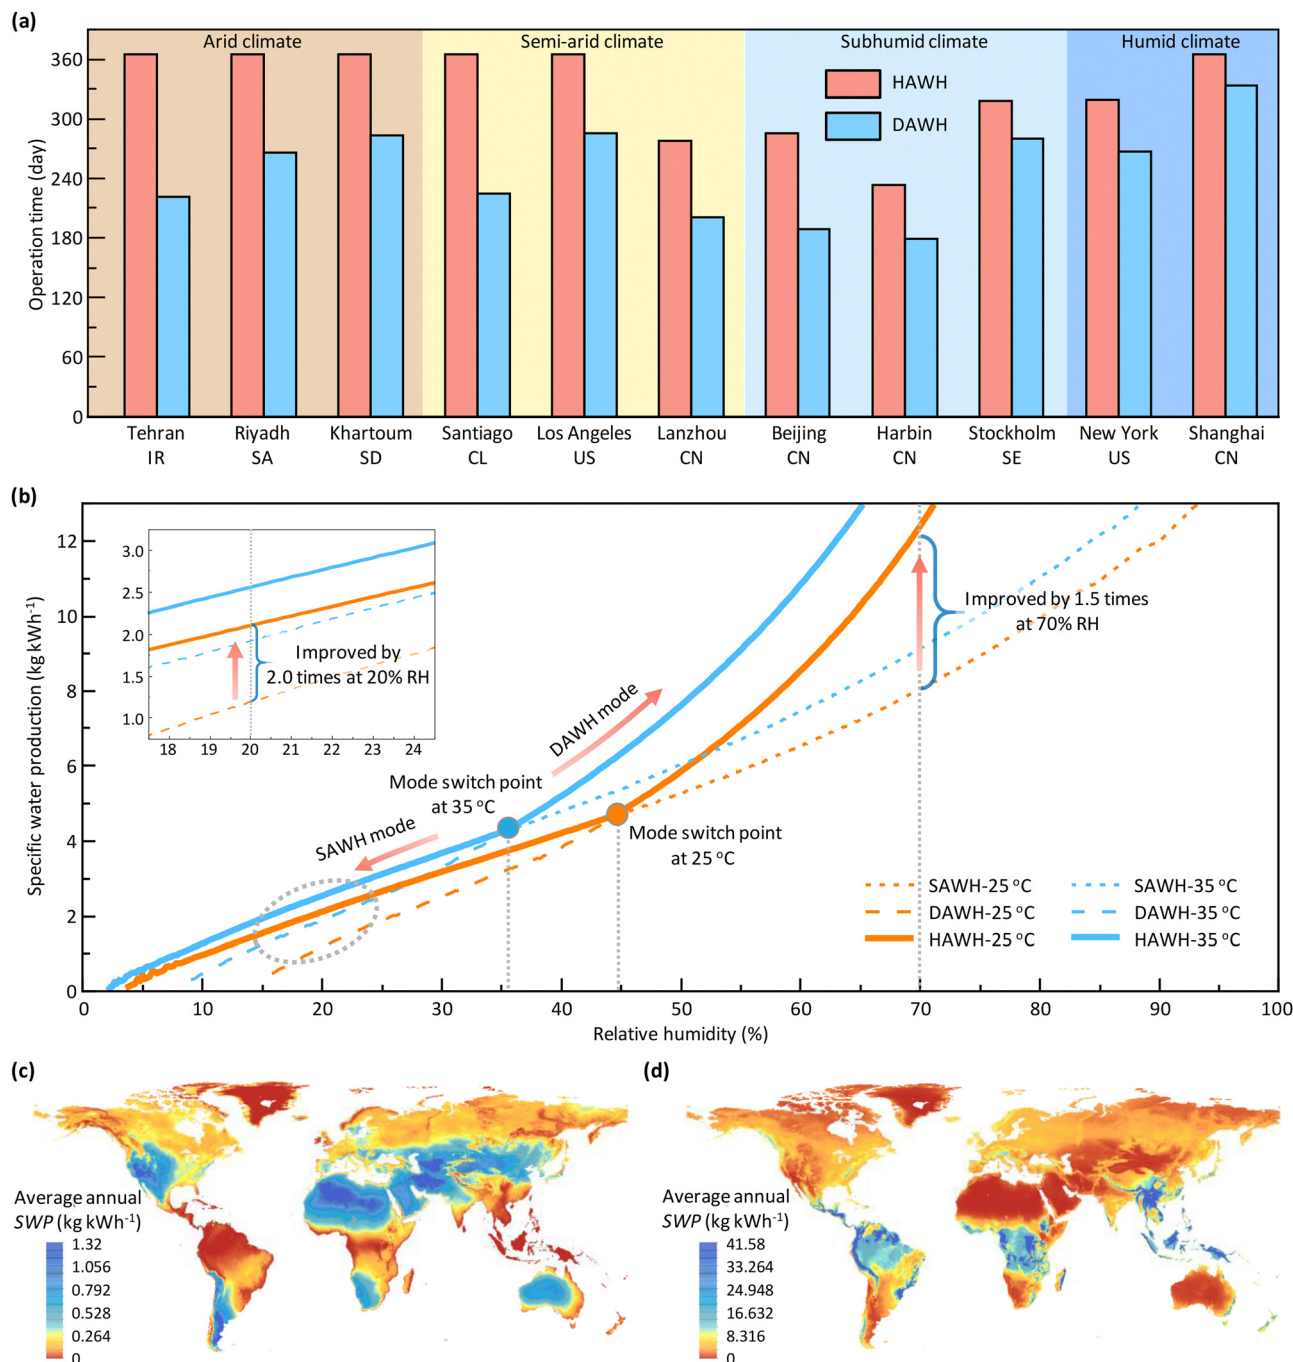 (a)
Arid climate
Semi-arid climate
Subhumid climate
Humid climate
HAWH
DAWH
Operation time (day)
360
300
240
180
120
60
0
Tehran
IR
Riyadh
SA
Khartoum
SD
Santiago
CL
Los Angeles
US
Lanzhou
CN
Beijing
CN
Harbin
CN
Stockholm
SE
New York
US
Shanghai
CN
(b)
Specific water production (kg kWh⁻¹)
12
10
8
6
4
2
0
3.0
2.5
2.0
1.5
1.0
18 19 20 21 22 23 24
Improved by
2.0 times at 20% RH
Improved by 1.5 times
at 70% RH
DAWH mode
Mode switch point
at 35 °C
SAWH mode
Mode switch point
at 25 °C
SAWH-25 °C
DAWH-25 °C
HAWH-25 °C
SAWH-35 °C
DAWH-35 °C
HAWH-35 °C
0 10 20 30 40 50 60 70 80 90 100
Relative humidity (%)
(c)
Average annual
SWP (kg kWh⁻¹)
1.32
1.056
0.792
0.528
0.264
0
(d)
Average annual
SWP (kg kWh⁻¹)
41.58
33.264
24.948
16.632
8.316
0